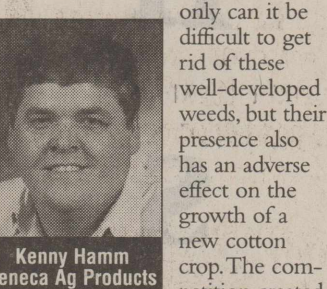 only can it be
difficult to get
rid of these
well-developed
weeds, but their
presence also
has an adverse
effect on the
growth of a
new cotton
crop. The com-
Kenny Hamm
eneca Ag Products